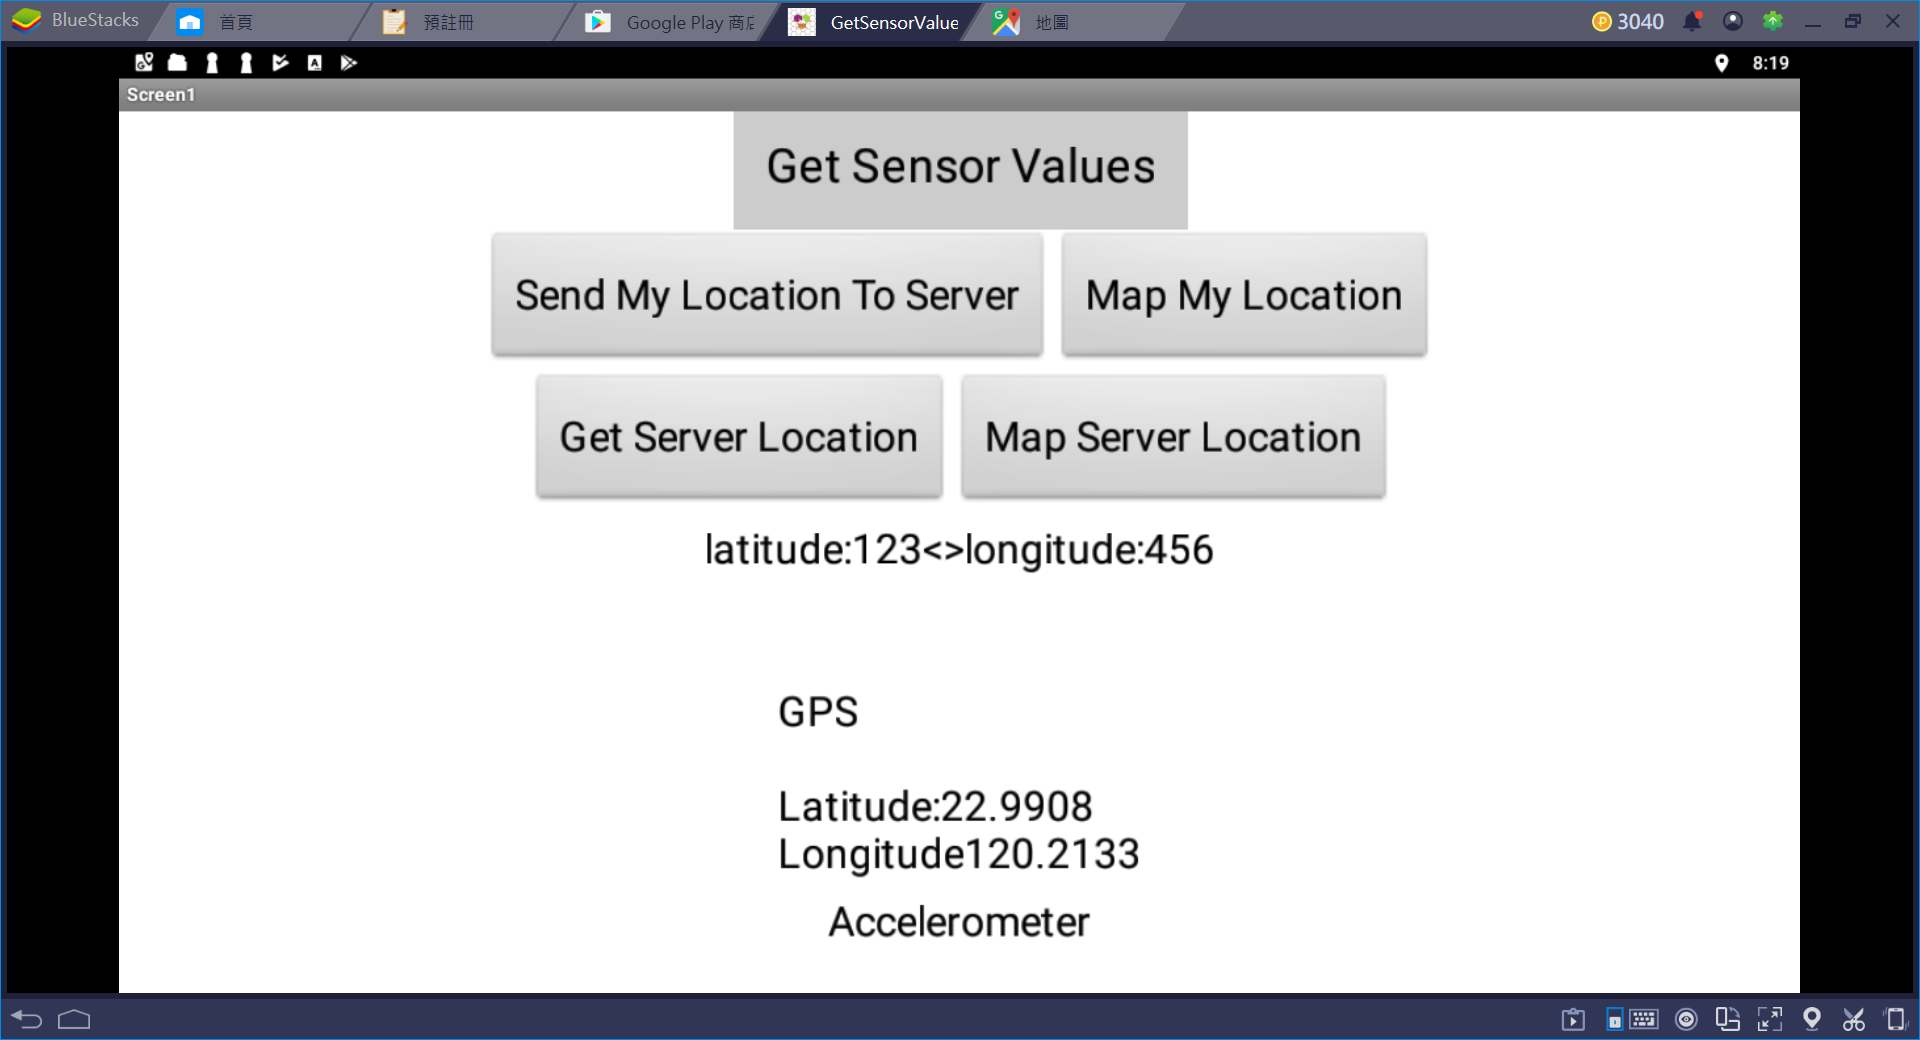 BlueStacks 首頁 預註冊 Google Play 商店 GetSensorValue 地圖 3040
8:19
Screen1
Get Sensor Values
Send My Location To Server Map My Location
Get Server Location Map Server Location
latitude:123<>longitude:456
GPS
Latitude:22.9908
Longitude120.2133
Accelerometer